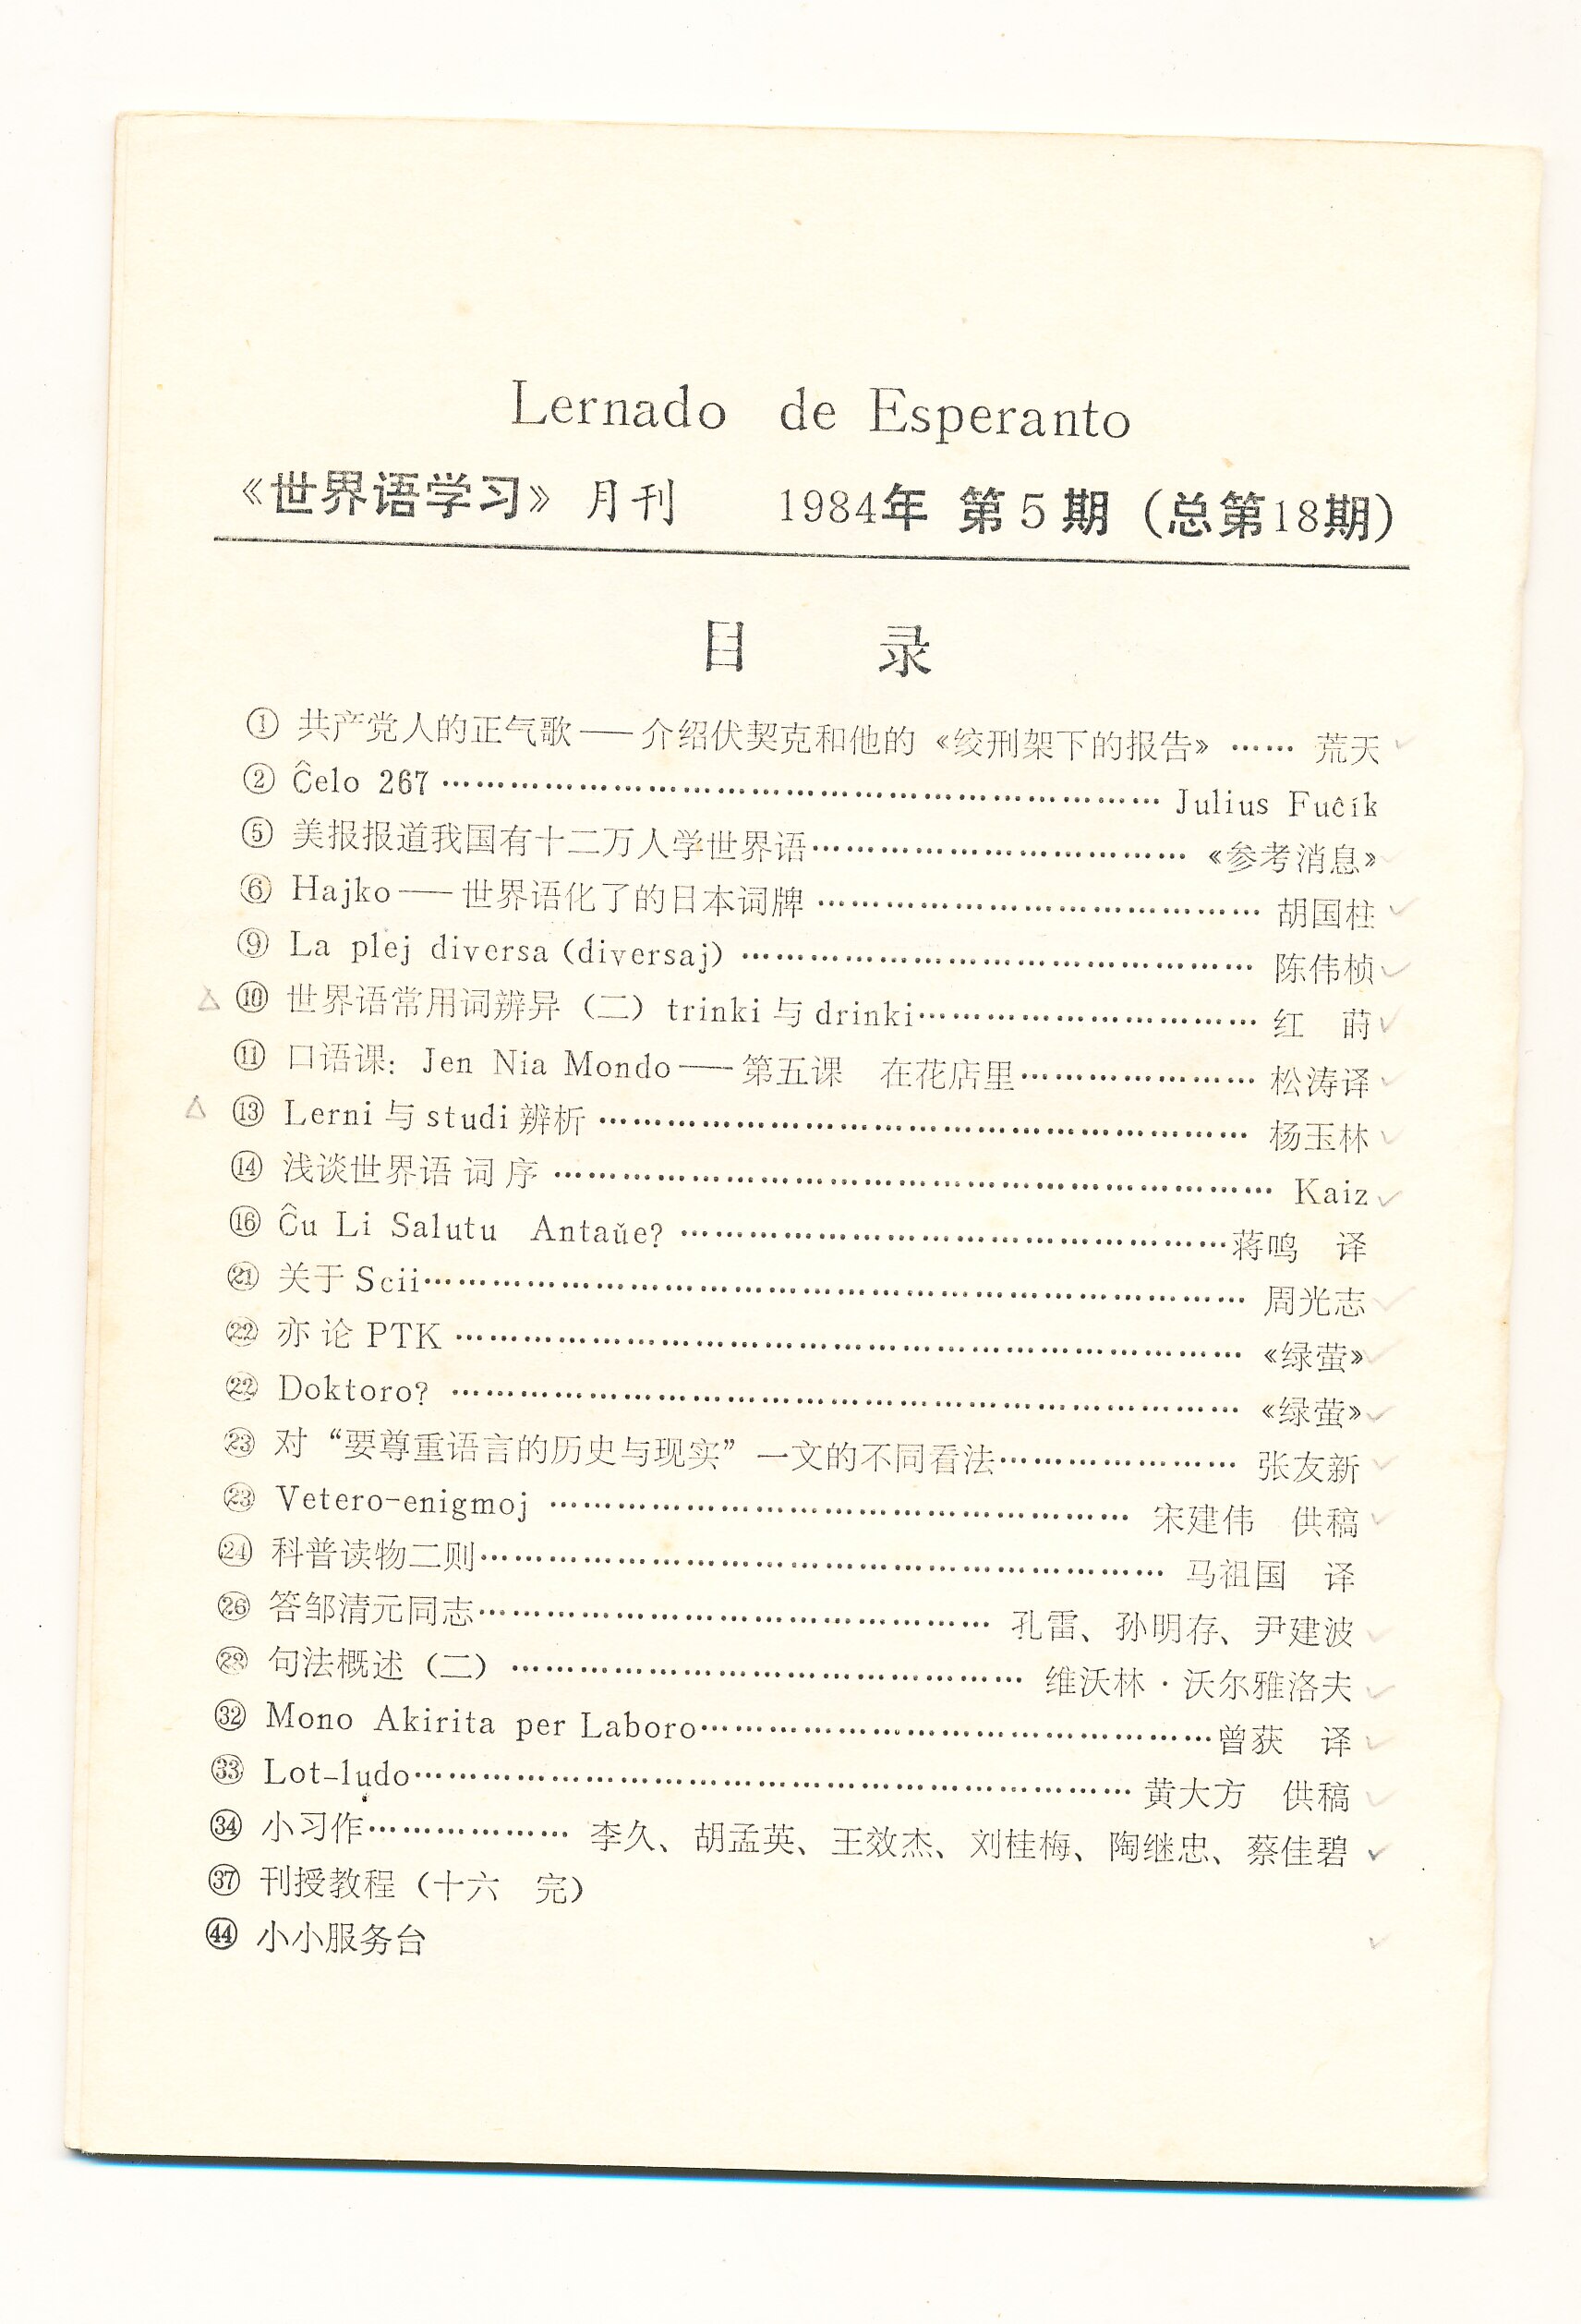 Lernado de Esperanto
《世界语学习》月刊 1984年 第5期（总第18期）
目 录
① 共产党人的正气歌——介绍伏契克和他的《绞刑架下的报告》…… 荒天
② Ĉelo 267 …… Julius Fuĉík
⑤ 美报报道我国有十二万人学世界语…… 《参考消息》
⑥ Hajko——世界语化了的日本词牌 …… 胡国柱
⑨ La plej diversa (diversaj) …… 陈伟桢
⑩ 世界语常用词辨异（二）trinki 与 drinki…… 红 莳
⑪ 口语课：Jen Nia Mondo——第五课 在花店里…… 松涛译
⑬ Lerni 与 studi 辨析 …… 杨玉林
⑭ 浅谈世界语词序 …… Kaiz
⑯ Ĉu Li Salutu Antaŭe? ……蒋鸣 译
㉑ 关于 Scii…… 周光志
㉒ 亦论 PTK …… 《绿萤》
㉒ Doktoro? …… 《绿萤》
㉓ 对“要尊重语言的历史与现实”一文的不同看法…… 张友新
㉓ Vetero-enigmoj …… 宋建伟 供稿
㉔ 科普读物二则…… 马祖国 译
㉖ 答邹清元同志…… 孔雷、孙明存、尹建波
㉘ 句法概述（二）…… 维沃林·沃尔雅洛夫
㉜ Mono Akirita per Laboro……曾获 译
㉝ Lot-ludo…… 黄大方 供稿
㉞ 小习作…… 李久、胡孟英、王效杰、刘桂梅、陶继忠、蔡佳碧
㊲ 刊授教程（十六 完）
㊹ 小小服务台